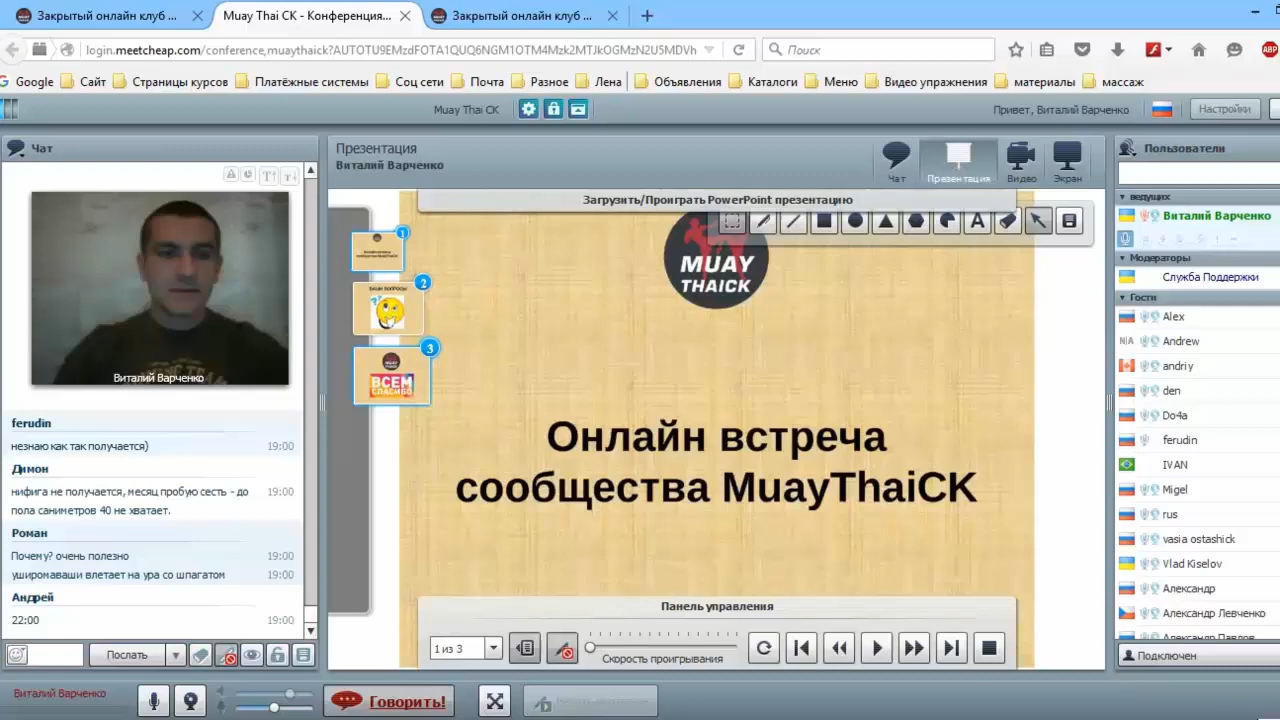 Закрытый онлайн клуб ...
Muay Thai CK - Конференция...
Закрытый онлайн клуб ...
login.meetcheap.com/conference,muaythaick?AUTOTU9EMzdFOTA1QUQ6NGM1OTM4Mzk2MTJkOGMzN2U5MDVh
Поиск
Google
Сайт
Страницы курсов
Платёжные системы
Соц сети
Почта
Разное
Лена
Объявления
Каталоги
Меню
Видео упражнения
материалы
массаж
Muay Thai CK
Привет, Виталий Варченко
Настройки
Чат
Виталий Варченко
ferudin
незнаю как так получается)
19:00
Димон
нифига не получается, месяц пробую сесть - до
19:00
пола саниметров 40 не хватает.
Роман
Почему? очень полезно
19:00
уширомаваши влетает на ура со шпагатом
19:00
Андрей
22:00
19:00
Послать
Презентация
Виталий Варченко
Чат
Презентация
Видео
Экран
Загрузить/Проиграть PowerPoint презентацию
1
2
3
ВСЕМ
СПАСИБО
MUAY
THAICK
Онлайн встреча
сообщества MuayThaiCK
Панель управления
1 из 3
Скорость проигрывания
Пользователи
ведущих
Виталий Варченко
Модераторы
Служба Поддержки
Гости
Alex
N/A
Andrew
andriy
den
Do4a
ferudin
IVAN
Migel
rus
vasia ostashick
Vlad Kiselov
Александр
Александр Левченко
Александр Павлов
Подключен
Виталий Варченко
Говорить!